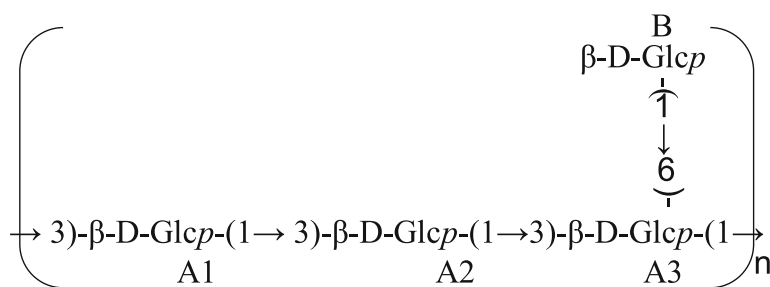 B
β-D-Glcp
(1
↓
6)
→ 3)-β-D-Glcp-(1→ 3)-β-D-Glcp-(1→3)-β-D-Glcp-(1→
n
A1 A2 A3